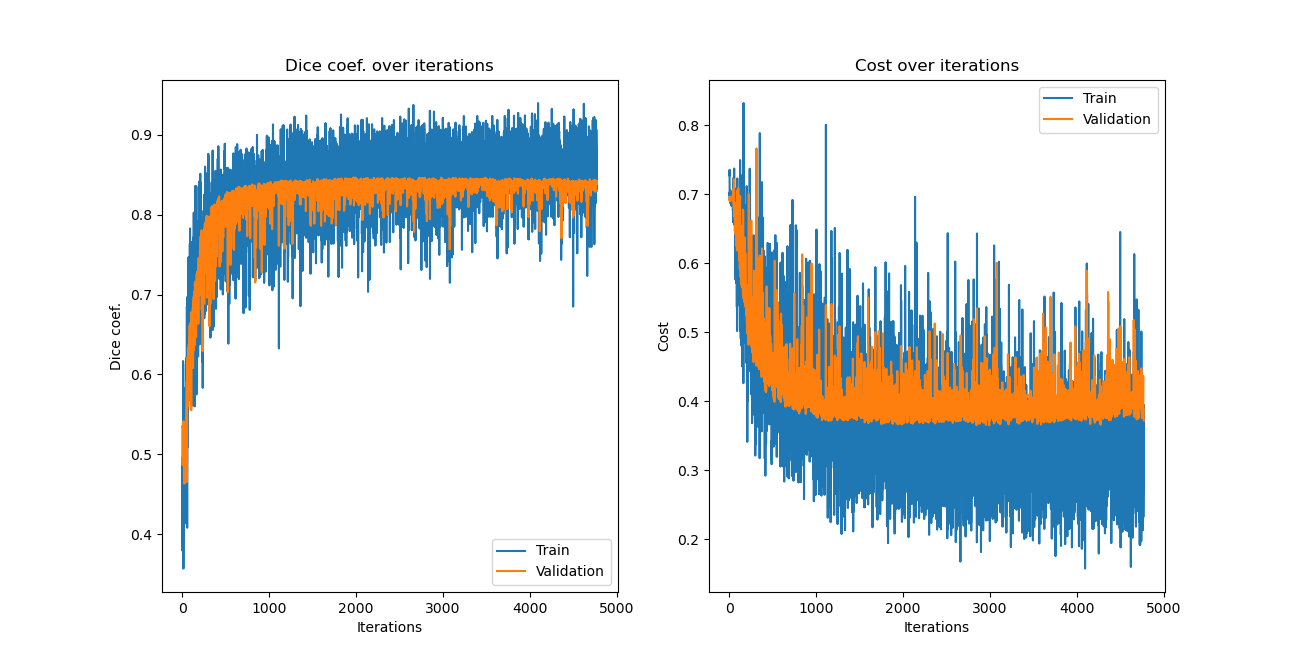 Dice coef. over iterations
Dice coef.
0.9
0.8
0.7
0.6
0.5
0.4
0
1000
2000
3000
4000
5000
Iterations
Train
Validation
Cost over iterations
Cost
0.8
0.7
0.6
0.5
0.4
0.3
0.2
0
1000
2000
3000
4000
5000
Iterations
Train
Validation